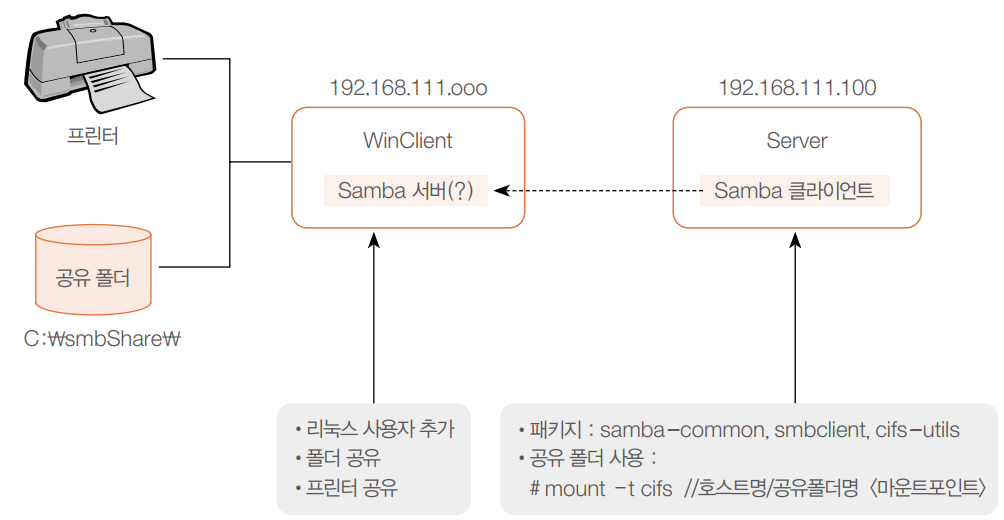 프린터
192.168.111.ooo
WinClient
Samba 서버(?)
192.168.111.100
Server
Samba 클라이언트
공유 폴더
C:₩smbShare₩
• 리눅스 사용자 추가
• 폴더 공유
• 프린터 공유
• 패키지 : samba-common, smbclient, cifs-utils
• 공유 폴더 사용 :
# mount -t cifs //호스트명/공유폴더명 〈마운트포인트〉